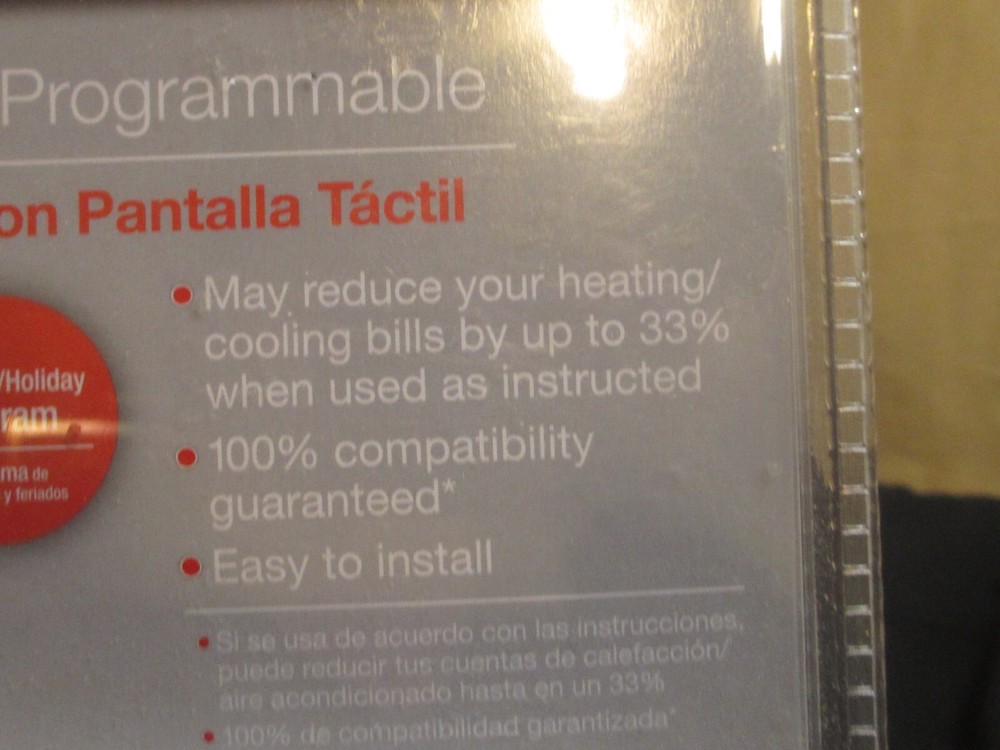 Programmable
on Pantalla Táctil
• May reduce your heating/
cooling bills by up to 33%
when used as instructed
• 100% compatibility
guaranteed*
• Easy to install
/Holiday
ram
ma de
y feriados
• Si se usa de acuerdo con las instrucciones,
puede reducir tus cuentas de calefacción/
aire acondicionado hasta en un 33%
• 100% de compatibilidad garantizada*